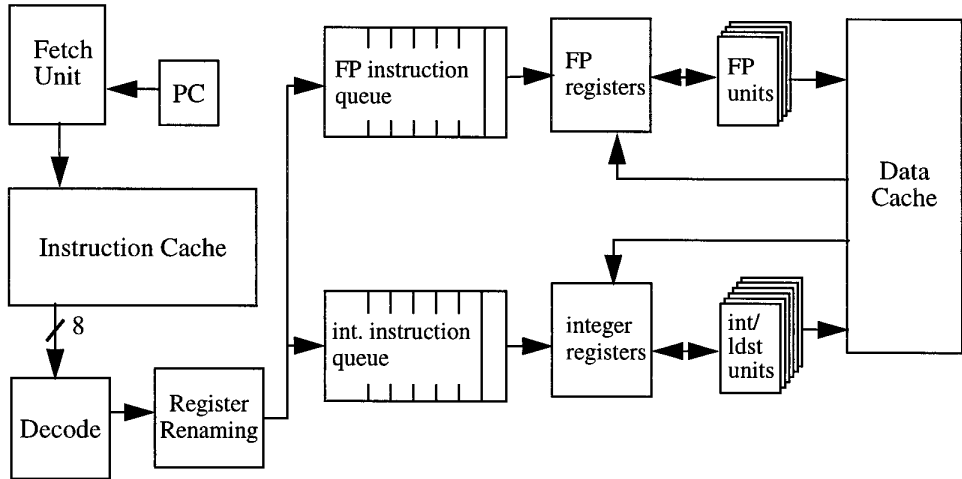 Fetch
Unit
PC
Instruction Cache
8
Decode
Register
Renaming
FP instruction
queue
FP
registers
FP
units
Data
Cache
int. instruction
queue
integer
registers
int/
ldst
units